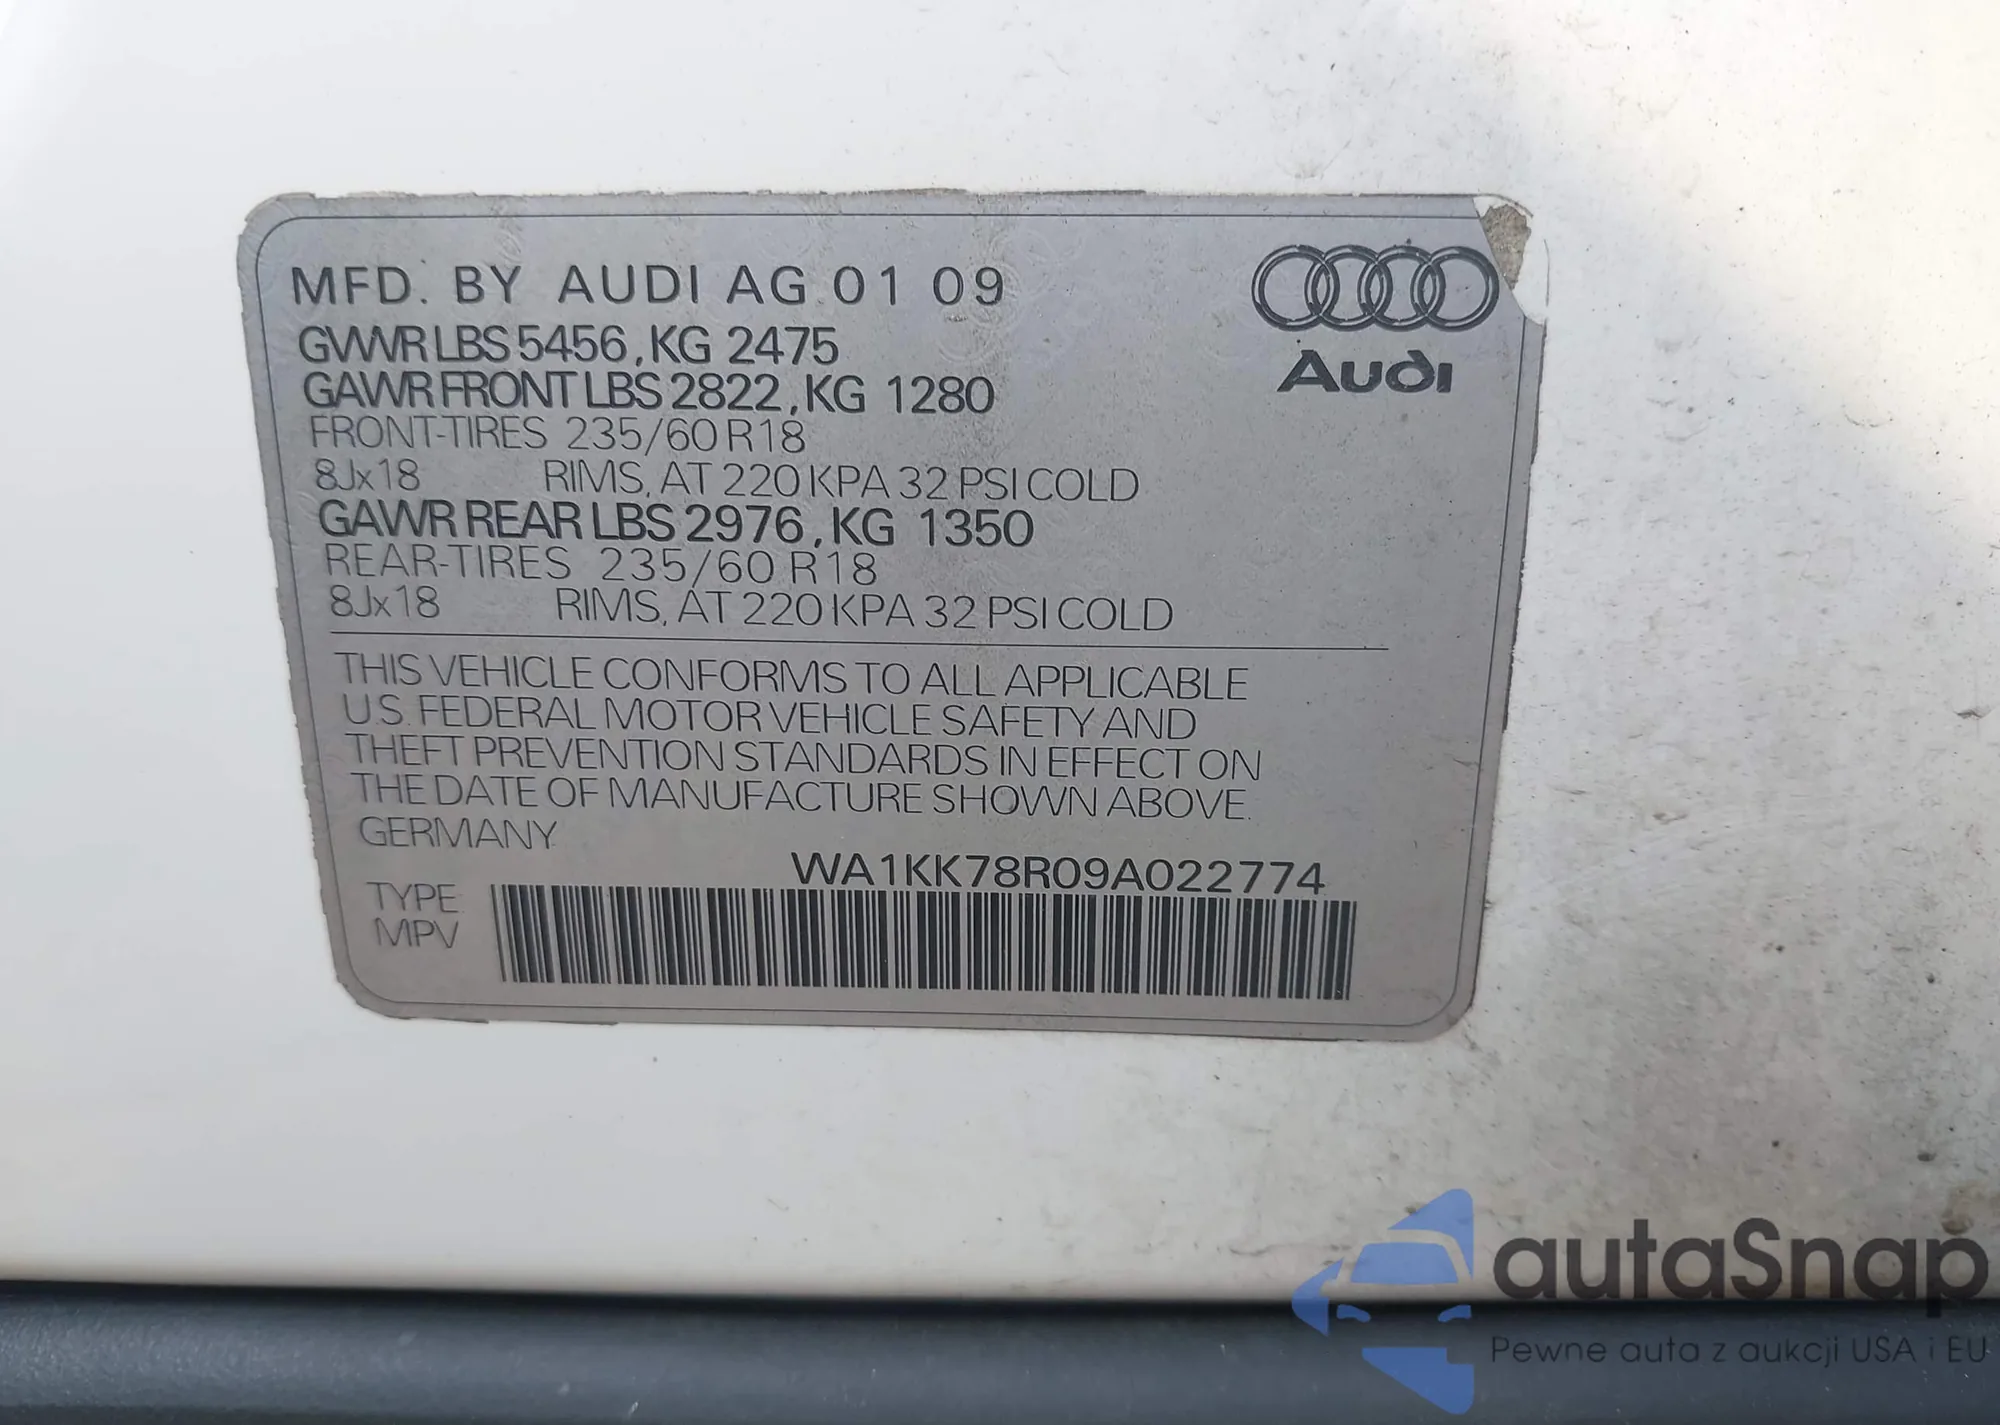 MFD. BY AUDI AG 01 09
GVWR LBS 5456, KG 2475
GAWR FRONT LBS 2822, KG 1280
FRONT-TIRES 235/60 R18
8Jx18 RIMS, AT 220 KPA 32 PSI COLD
GAWR REAR LBS 2976, KG 1350
REAR-TIRES 235/60 R18
8Jx18 RIMS, AT 220 KPA 32 PSI COLD
Audi
THIS VEHICLE CONFORMS TO ALL APPLICABLE
U.S. FEDERAL MOTOR VEHICLE SAFETY AND
THEFT PREVENTION STANDARDS IN EFFECT ON
THE DATE OF MANUFACTURE SHOWN ABOVE.
GERMANY
WA1KK78R09A022774
TYPE
MPV
autaSnap
Pewne auta z aukcji USA i EU